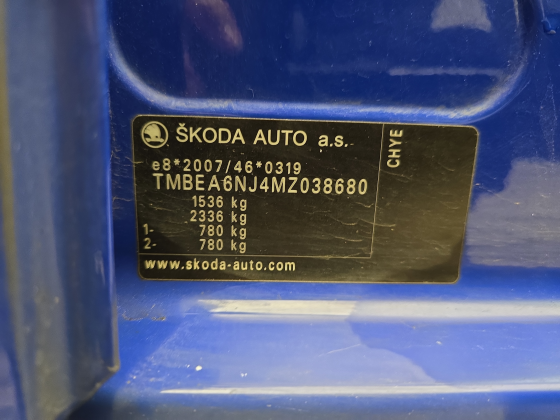 ŠKODA AUTO a.s.
e8*2007/46*0319
TMBEA6NJ4MZ038680
1536 kg
2336 kg
1- 780 kg
2- 780 kg
www.skoda-auto.com
CHYE